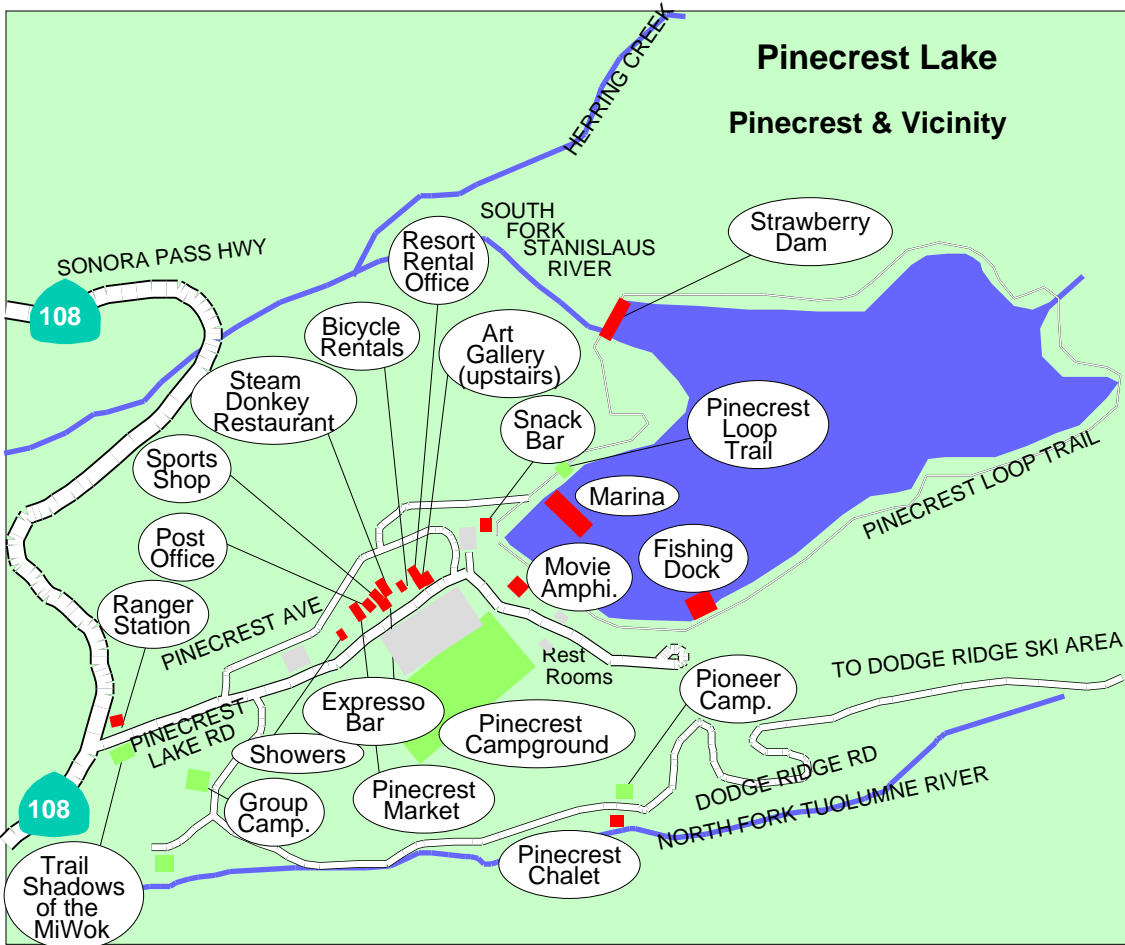 Pinecrest Lake
Pinecrest & Vicinity
HERRING CREEK
SOUTH
FORK
STANISLAUS
RIVER
Strawberry
Dam
SONORA PASS HWY
108
Resort
Rental
Office
Bicycle
Rentals
Art
Gallery
(upstairs)
Steam
Donkey
Restaurant
Snack
Bar
Pinecrest
Loop
Trail
Sports
Shop
Marina
PINECREST LOOP TRAIL
Post
Office
Movie
Amphi.
Fishing
Dock
Ranger
Station
PINECREST AVE
Rest
Rooms
TO DODGE RIDGE SKI AREA
Pioneer
Camp.
PINECREST
LAKE RD
Expresso
Bar
Pinecrest
Campground
Showers
DODGE RIDGE RD
108
Group
Camp.
Pinecrest
Market
NORTH FORK TUOLUMNE RIVER
Pinecrest
Chalet
Trail
Shadows
of the
MiWok